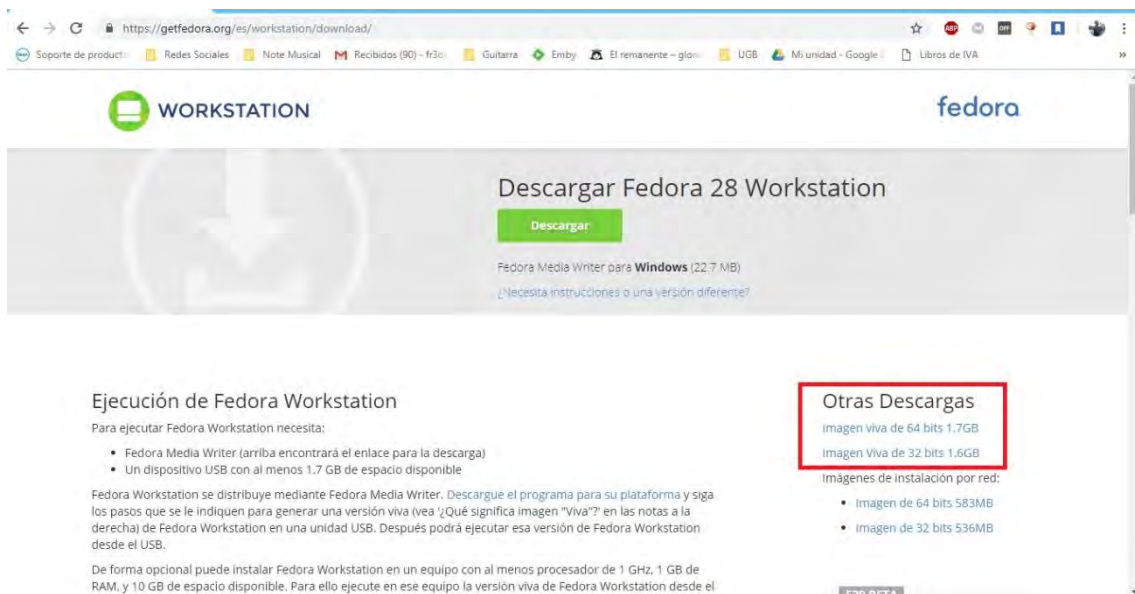 https://getfedora.org/es/workstation/download/
ABP
OFF
Soporte de producto
Redes Sociales
Note Musical
Recibidos (90) - fr3d
Guitarra
Emby
El remanente – glori
UGB
Mi unidad - Google
Libros de IVA
»
WORKSTATION
fedora
Descargar Fedora 28 Workstation
Descargar
Fedora Media Writer para Windows (22.7 MB)
¿Necesita instrucciones o una versión diferente?
Ejecución de Fedora Workstation
Para ejecutar Fedora Workstation necesita:
• Fedora Media Writer (arriba encontrará el enlace para la descarga)
• Un dispositivo USB con al menos 1.7 GB de espacio disponible
Fedora Workstation se distribuye mediante Fedora Media Writer. Descargue el programa para su plataforma y siga
los pasos que se le indiquen para generar una versión viva (vea '¿Qué significa imagen "Viva"?' en las notas a la
derecha) de Fedora Workstation en una unidad USB. Después podrá ejecutar esa versión de Fedora Workstation
desde el USB.
De forma opcional puede instalar Fedora Workstation en un equipo con al menos procesador de 1 GHz, 1 GB de
RAM, y 10 GB de espacio disponible. Para ello ejecute en ese equipo la versión viva de Fedora Workstation desde el
Otras Descargas
Imagen viva de 64 bits 1.7GB
Imagen Viva de 32 bits 1.6GB
Imágenes de instalación por red:
• Imagen de 64 bits 583MB
• Imagen de 32 bits 536MB